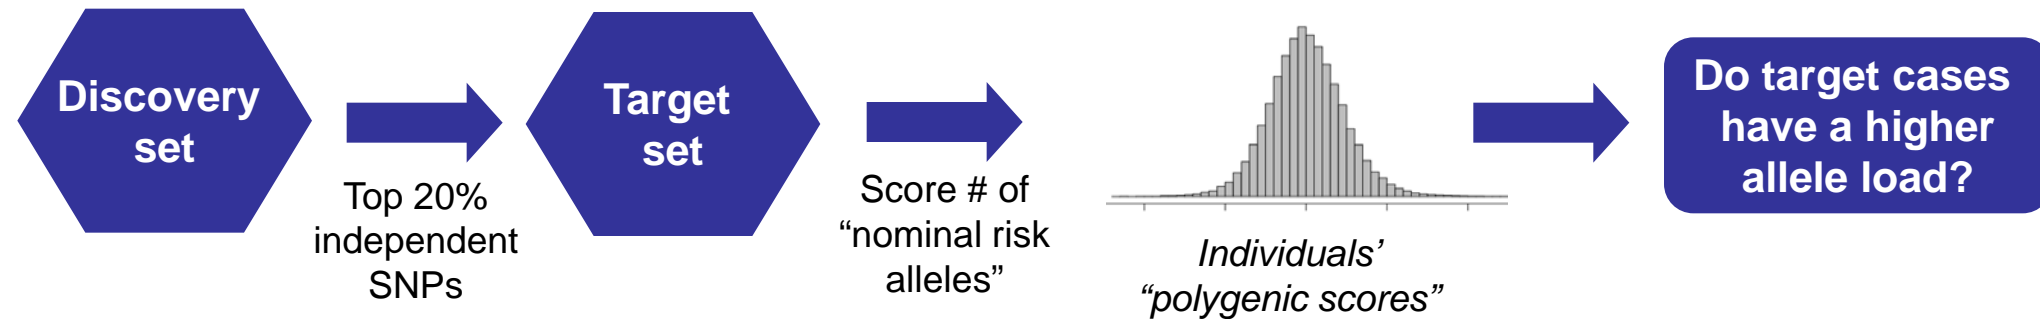 Discovery
set
Top 20%
independent
SNPs
Target
set
Score # of
“nominal risk
alleles”
Individuals’
“polygenic scores”
Do target cases
have a higher
allele load?